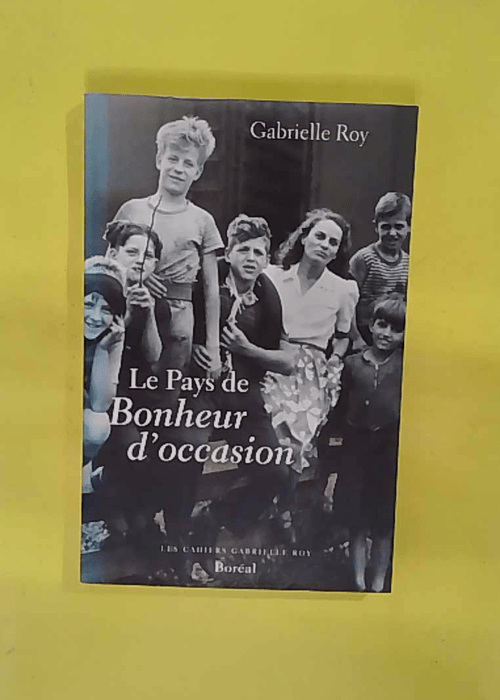 Gabrielle Roy
Le Pays de
Bonheur
d'occasion
LES CAHIERS GABRIELLE ROY
Boréal